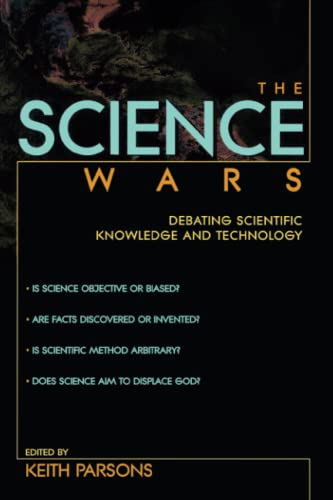 THE
SCIENCE
WARS
DEBATING SCIENTIFIC
KNOWLEDGE AND TECHNOLOGY
• IS SCIENCE OBJECTIVE OR BIASED?
• ARE FACTS DISCOVERED OR INVENTED?
• IS SCIENTIFIC METHOD ARBITRARY?
• DOES SCIENCE AIM TO DISPLACE GOD?
EDITED BY
KEITH PARSONS